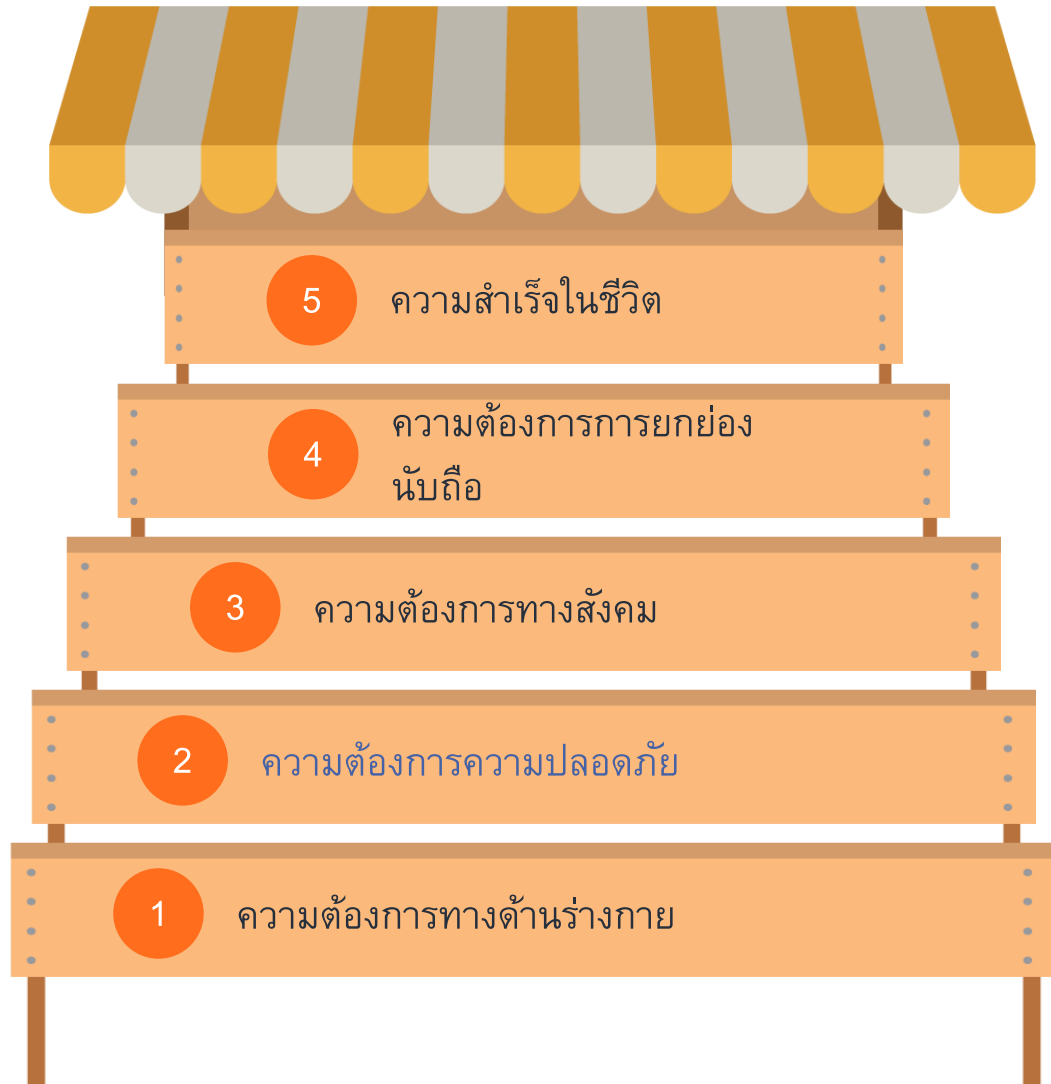 5 ความสำเร็จในชีวิต
4 ความต้องการการยกย่อง
นับถือ
3 ความต้องการทางสังคม
2 ความต้องการความปลอดภัย
1 ความต้องการทางด้านร่างกาย